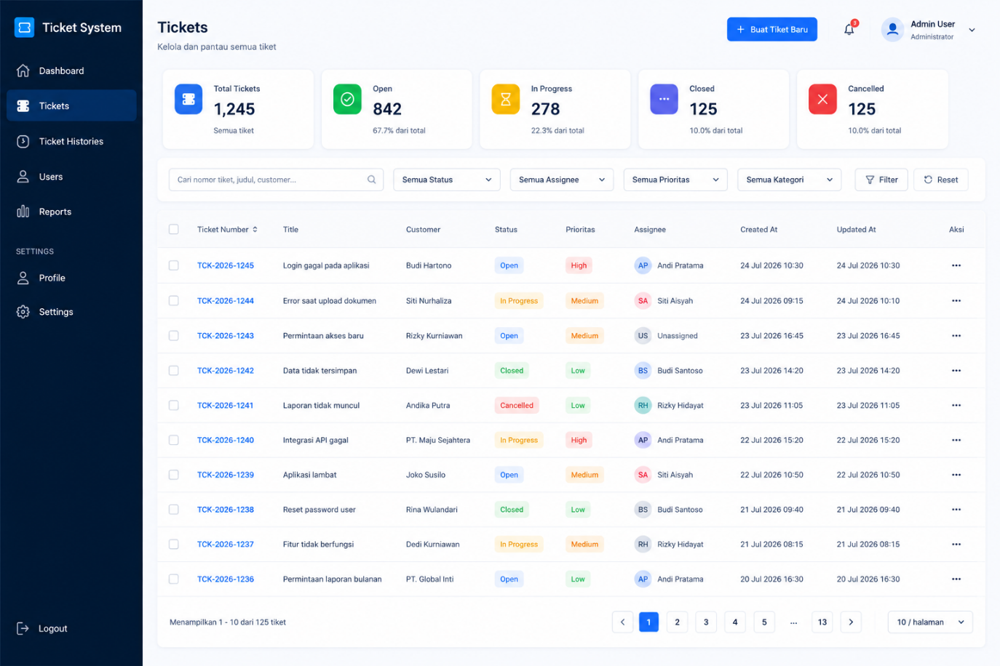 Ticket System
Dashboard
Tickets
Ticket Histories
Users
Reports
SETTINGS
Profile
Settings
Logout
Tickets
Kelola dan pantau semua tiket
+ Buat Tiket Baru
3
Admin User
Administrator
Total Tickets
1,245
Semua tiket
Open
842
67.7% dari total
In Progress
278
22.3% dari total
Closed
125
10.0% dari total
Cancelled
125
10.0% dari total
Cari nomor tiket, judul, customer...
Semua Status
Semua Assignee
Semua Prioritas
Semua Kategori
Filter
Reset
Ticket Number Title Customer Status Prioritas Assignee Created At Updated At Aksi
TCK-2026-1245 Login gagal pada aplikasi Budi Hartono Open High AP Andi Pratama 24 Jul 2026 10:30 24 Jul 2026 10:30 •••
TCK-2026-1244 Error saat upload dokumen Siti Nurhaliza In Progress Medium SA Siti Aisyah 24 Jul 2026 09:15 24 Jul 2026 10:10 •••
TCK-2026-1243 Permintaan akses baru Rizky Kurniawan Open Medium US Unassigned 23 Jul 2026 16:45 23 Jul 2026 16:45 •••
TCK-2026-1242 Data tidak tersimpan Dewi Lestari Closed Low BS Budi Santoso 23 Jul 2026 14:20 23 Jul 2026 14:20 •••
TCK-2026-1241 Laporan tidak muncul Andika Putra Cancelled Low RH Rizky Hidayat 23 Jul 2026 11:05 23 Jul 2026 11:05 •••
TCK-2026-1240 Integrasi API gagal PT. Maju Sejahtera In Progress High AP Andi Pratama 22 Jul 2026 15:20 22 Jul 2026 15:20 •••
TCK-2026-1239 Aplikasi lambat Joko Susilo Open Medium SA Siti Aisyah 22 Jul 2026 10:50 22 Jul 2026 10:50 •••
TCK-2026-1238 Reset password user Rina Wulandari Closed Low BS Budi Santoso 21 Jul 2026 09:40 21 Jul 2026 09:40 •••
TCK-2026-1237 Fitur tidak berfungsi Dedi Kurniawan In Progress Medium RH Rizky Hidayat 21 Jul 2026 08:15 21 Jul 2026 08:15 •••
TCK-2026-1236 Permintaan laporan bulanan PT. Global Inti Open Low AP Andi Pratama 20 Jul 2026 16:30 20 Jul 2026 16:30 •••
Menampilkan 1 - 10 dari 125 tiket
1 2 3 4 5 ... 13
10 / halaman